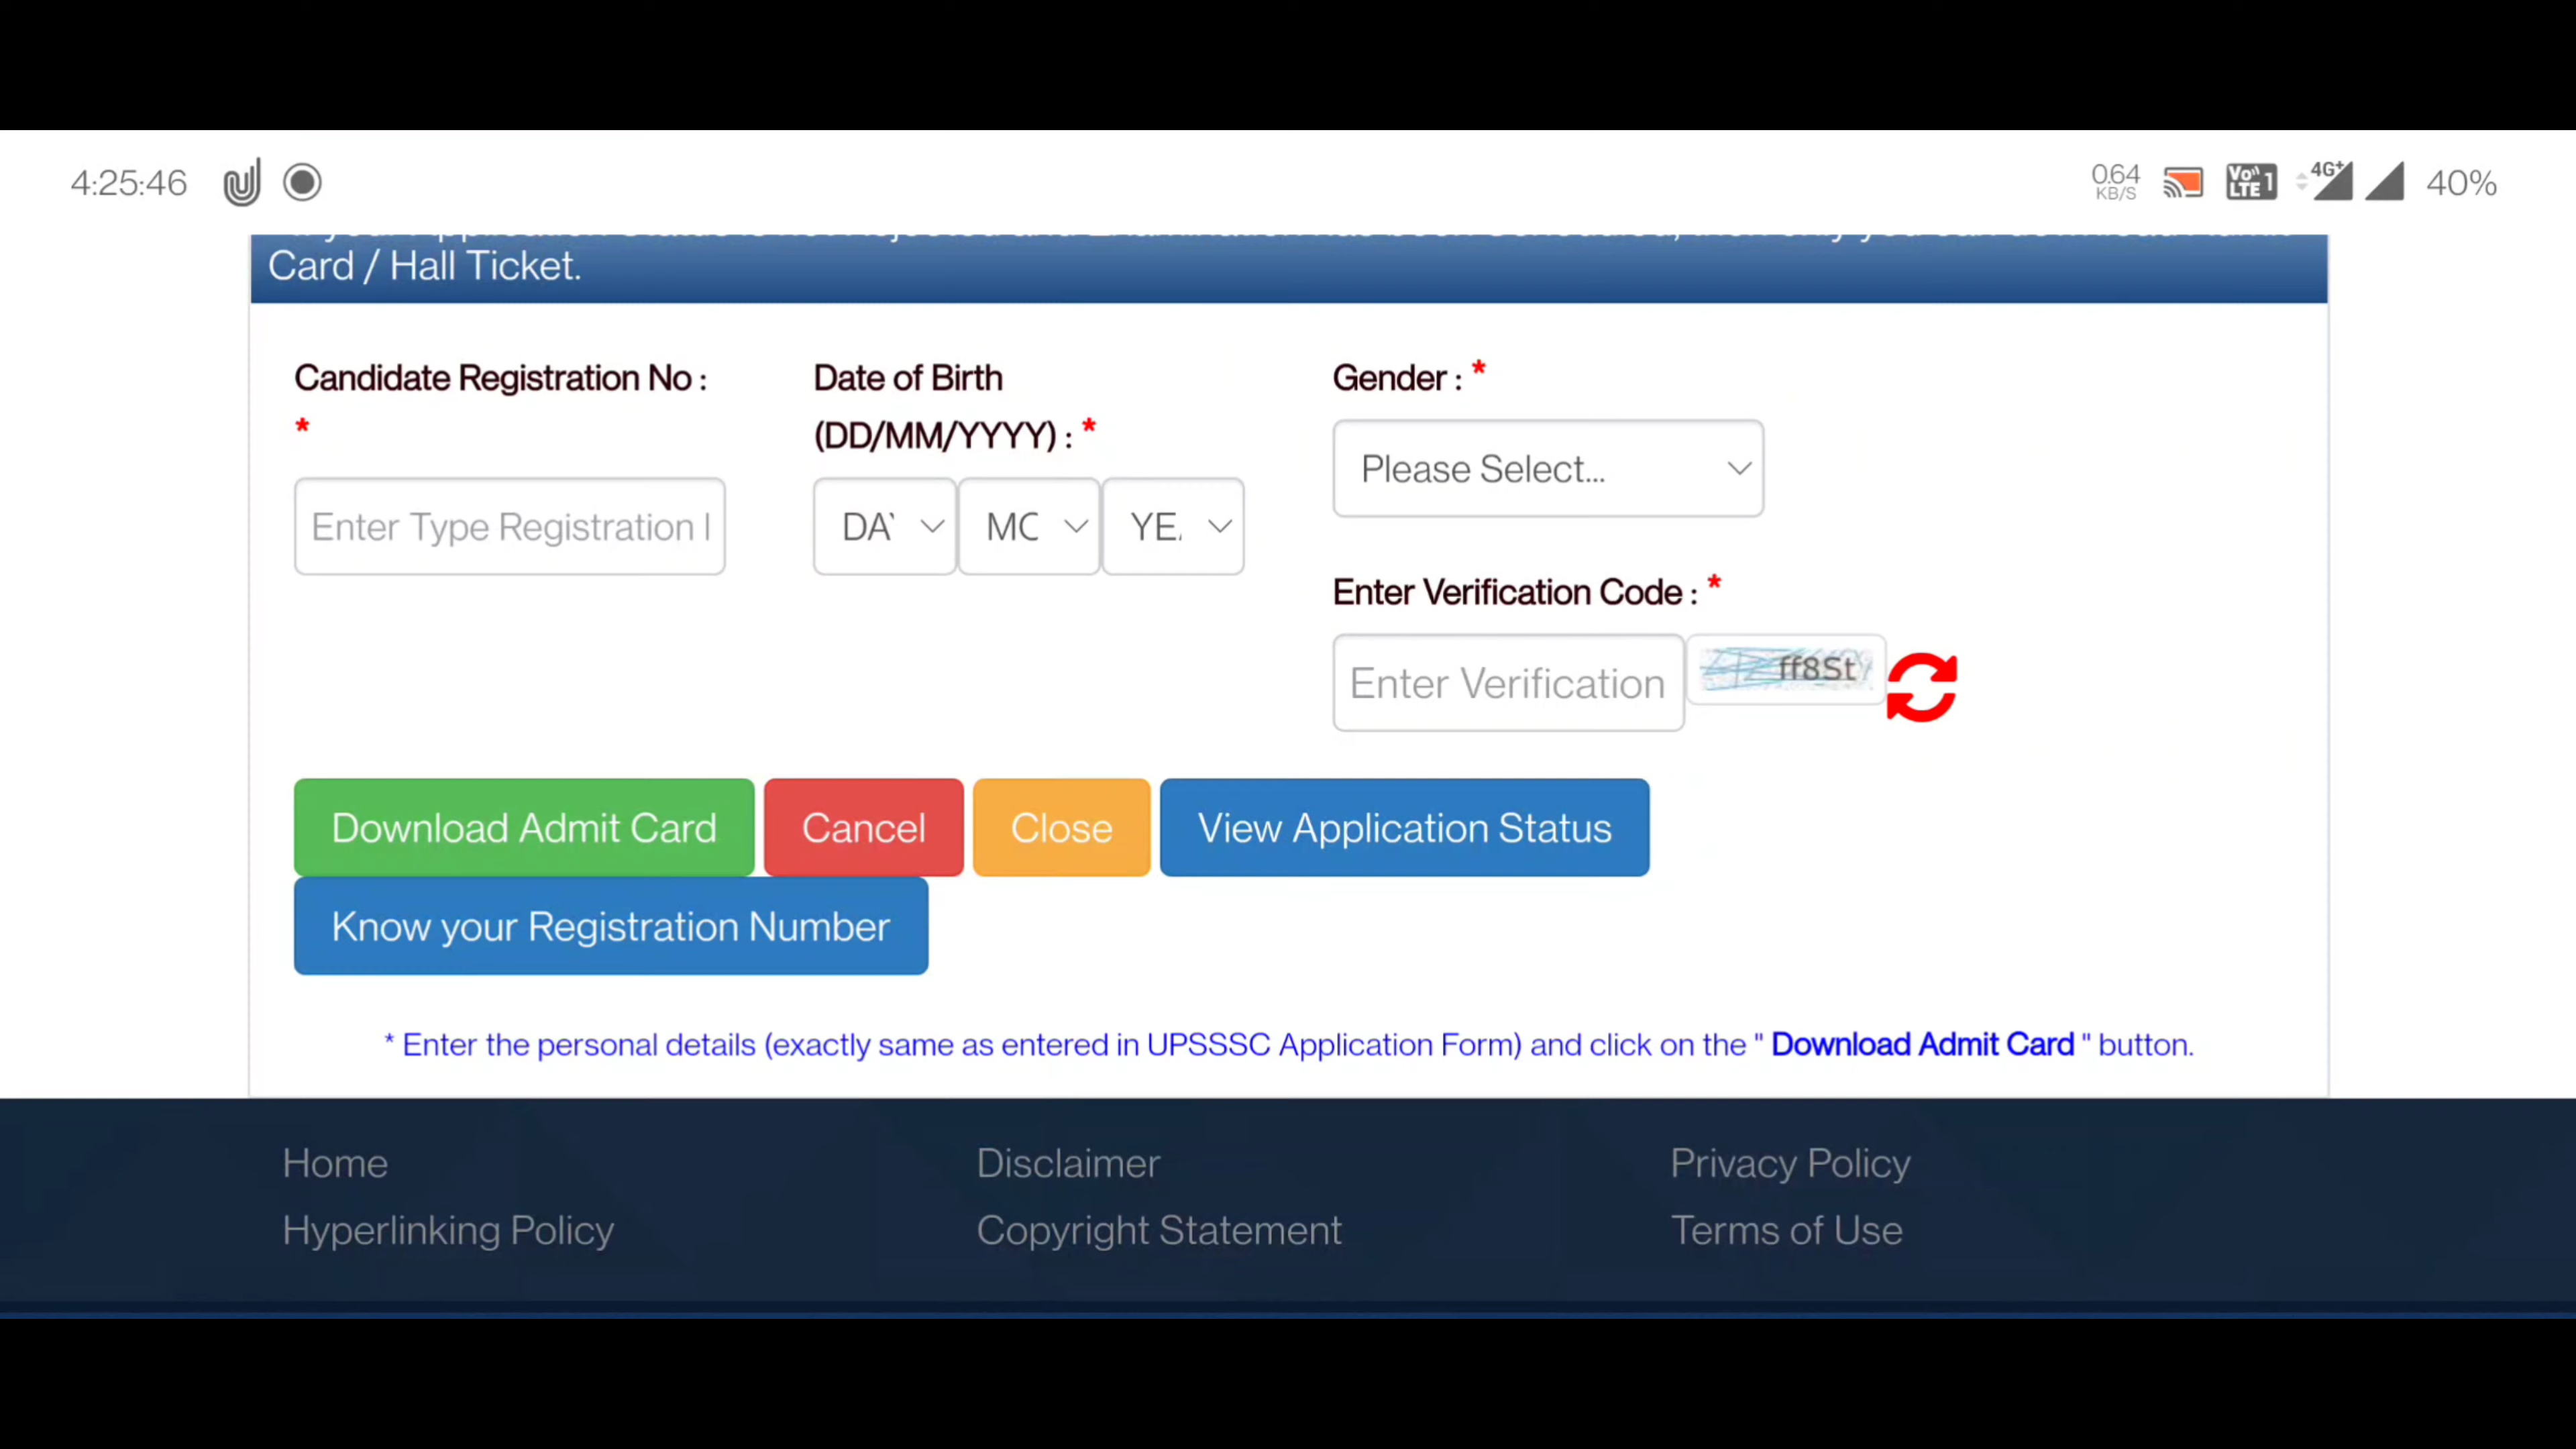 4:25:46
0.64
KB/S
Vo 1
LTE
4G+
40%
Card / Hall Ticket.
Candidate Registration No :
*
Date of Birth
(DD/MM/YYYY) : *
Gender : *
Enter Type Registration
DA
MO
YE
Please Select...
Enter Verification Code : *
Enter Verification
ff8St
Download Admit Card
Cancel
Close
View Application Status
Know your Registration Number
* Enter the personal details (exactly same as entered in UPSSSC Application Form) and click on the " Download Admit Card " button.
Home
Disclaimer
Privacy Policy
Hyperlinking Policy
Copyright Statement
Terms of Use